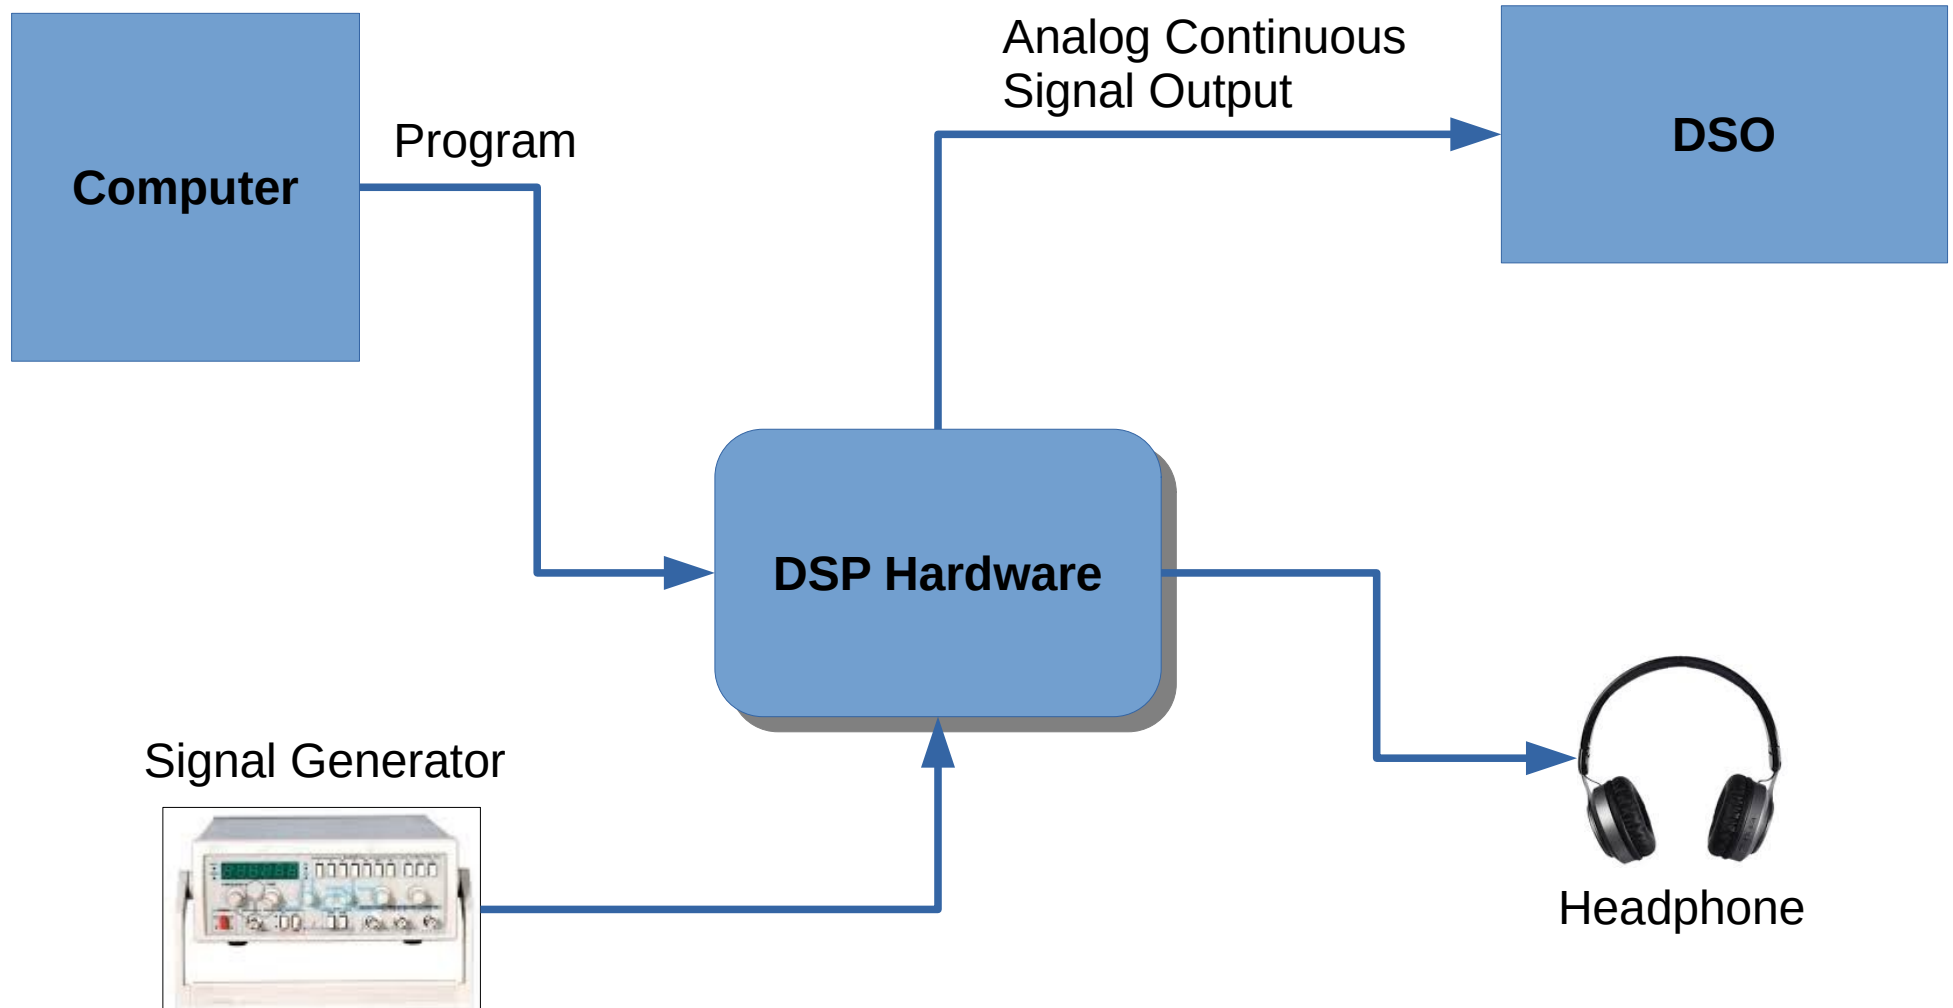 Computer
Program
Analog Continuous
Signal Output
DSO
DSP Hardware
Signal Generator
Headphone